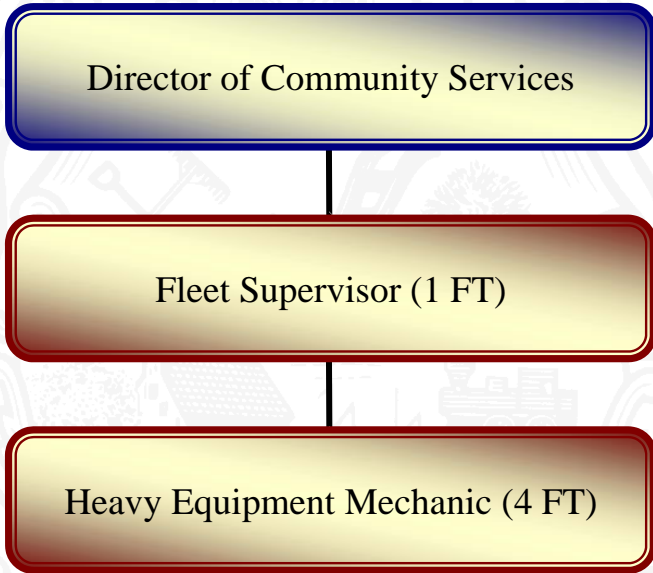 Director of Community Services
Fleet Supervisor (1 FT)
Heavy Equipment Mechanic (4 FT)